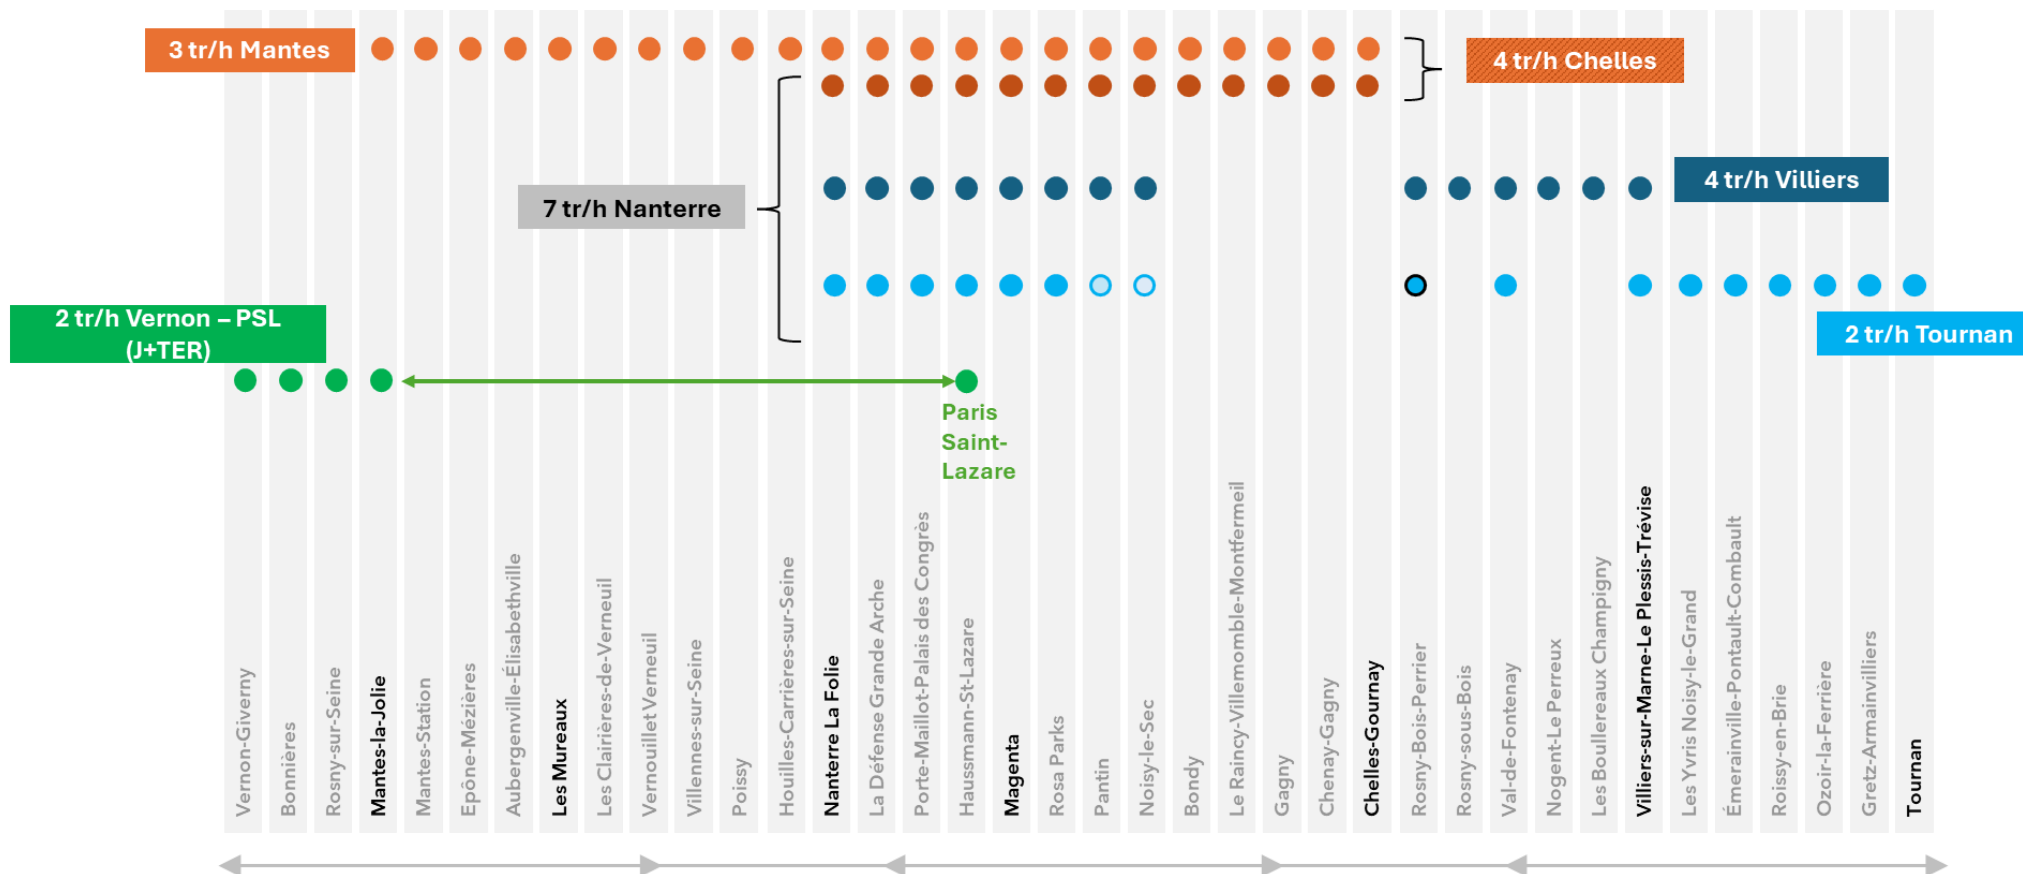 3 tr/h Mantes
4 tr/h Chelles
4 tr/h Villiers
7 tr/h Nanterre
2 tr/h Vernon – PSL
(J+TER)
2 tr/h Tournan
Paris
Saint-
Lazare
Vernon-Giverny
Bonnières
Rosny-sur-Seine
Mantes-la-Jolie
Mantes-Station
Epône-Mézières
Aubergenville-Élisabethville
Les Mureaux
Les Clairières-de-Verneuil
Vernouillet Verneuil
Villennes-sur-Seine
Poissy
Houilles-Carrières-sur-Seine
Nanterre La Folie
La Défense Grande Arche
Porte-Maillot-Palais des Congrès
Haussmann-St-Lazare
Magenta
Rosa Parks
Pantin
Noisy-le-Sec
Bondy
Le Raincy-Villemomble-Montfermeil
Gagny
Chenay-Gagny
Chelles-Gournay
Rosny-Bois-Perrier
Rosny-sous-Bois
Val-de-Fontenay
Nogent-Le Perreux
Les Boullereaux Champigny
Villiers-sur-Marne-Le Plessis-Trévise
Les Yvris Noisy-le-Grand
Émerainville-Pontault-Combault
Roissy-en-Brie
Ozoir-la-Ferrière
Gretz-Armainvilliers
Tournan